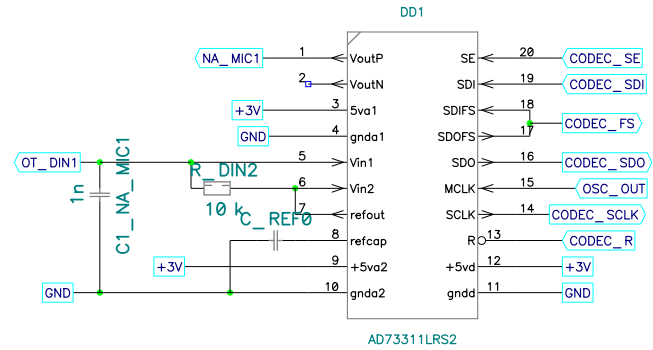 DD1
NA_MIC1 1 VoutP SE 20 CODEC_SE
2 VoutN SDI 19 CODEC_SDI
+3V 3 5va1 SDIFS 18
CODEC_FS
GND 4 gnda1 SDOFS 17
OT_DIN1 5 Vin1 SDO 16 CODEC_SDO
R_DIN2
6 Vin2 MCLK 15 OSC_OUT
1n
C1_NA_MIC1
10 k
7 refout SCLK 14 CODEC_SCLK
C_REF0
8 refcap R 13 CODEC_R
+3V 9 +5va2 +5vd 12 +3V
GND 10 gnda2 gndd 11 GND
AD73311LRS2